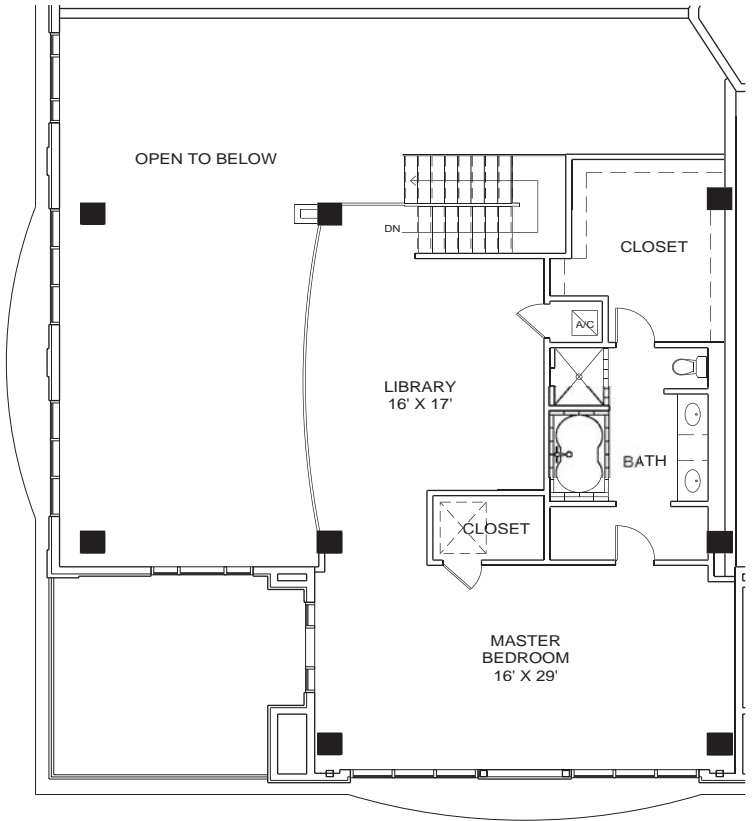 OPEN TO BELOW
DN
CLOSET
A/C
LIBRARY
16' X 17'
BATH
CLOSET
MASTER
BEDROOM
16' X 29'